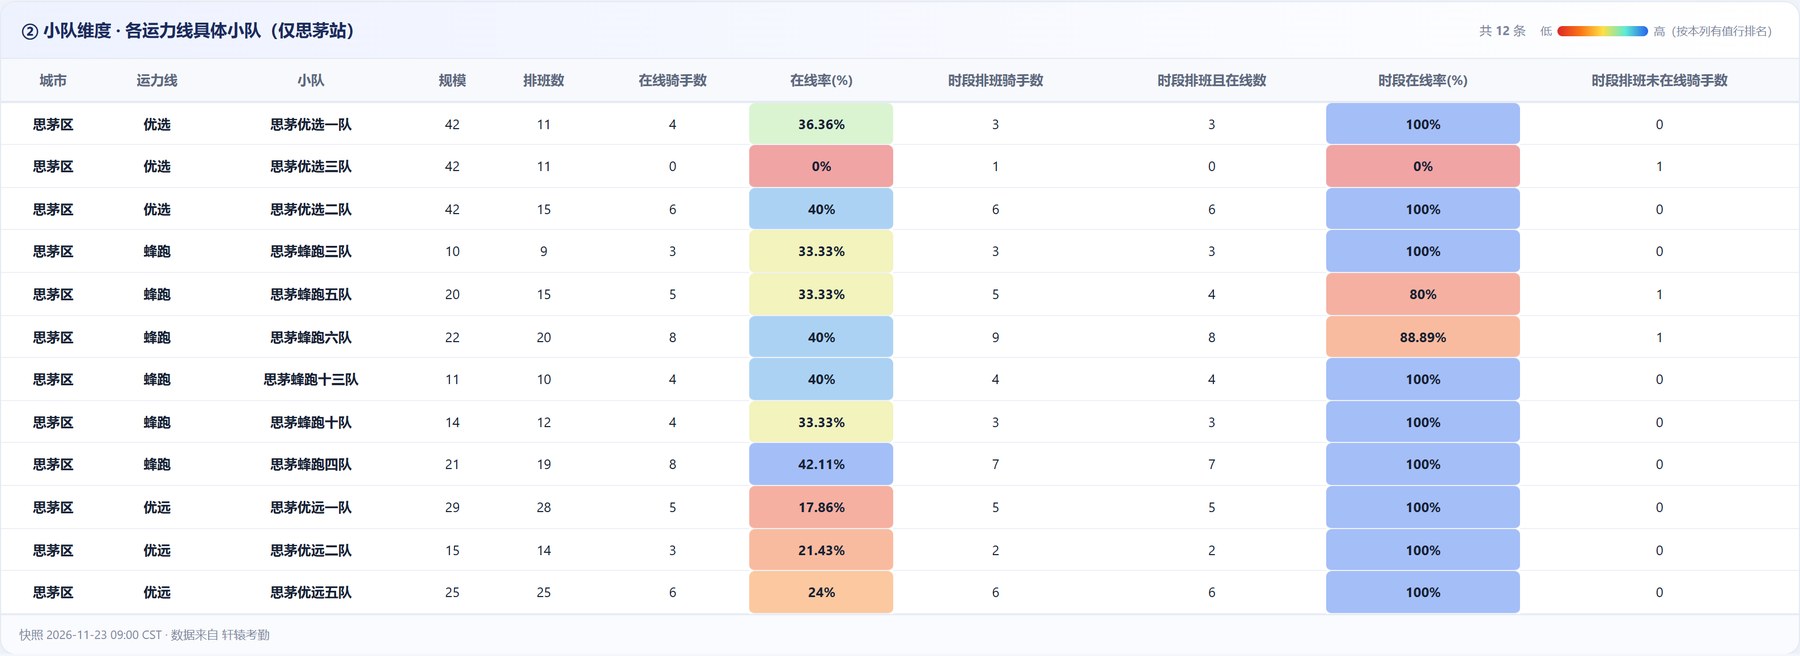 ② 小队维度 · 各运力线具体小队（仅思茅站）
共 12 条 低 高 (按本列有值行排名)
城市 运力线 小队 规模 排班数 在线骑手数 在线率(%) 时段排班骑手数 时段排班且在线数 时段在线率(%) 时段排班未在线骑手数
思茅区 优选 思茅优选一队 42 11 4 36.36% 3 3 100% 0
思茅区 优选 思茅优选三队 42 11 0 0% 1 0 0% 1
思茅区 优选 思茅优选二队 42 15 6 40% 6 6 100% 0
思茅区 蜂跑 思茅蜂跑三队 10 9 3 33.33% 3 3 100% 0
思茅区 蜂跑 思茅蜂跑五队 20 15 5 33.33% 5 4 80% 1
思茅区 蜂跑 思茅蜂跑六队 22 20 8 40% 9 8 88.89% 1
思茅区 蜂跑 思茅蜂跑十三队 11 10 4 40% 4 4 100% 0
思茅区 蜂跑 思茅蜂跑十队 14 12 4 33.33% 3 3 100% 0
思茅区 蜂跑 思茅蜂跑四队 21 19 8 42.11% 7 7 100% 0
思茅区 优远 思茅优远一队 29 28 5 17.86% 5 5 100% 0
思茅区 优远 思茅优远二队 15 14 3 21.43% 2 2 100% 0
思茅区 优远 思茅优远五队 25 25 6 24% 6 6 100% 0
快照 2026-11-23 09:00 CST · 数据来自 轩辕考勤